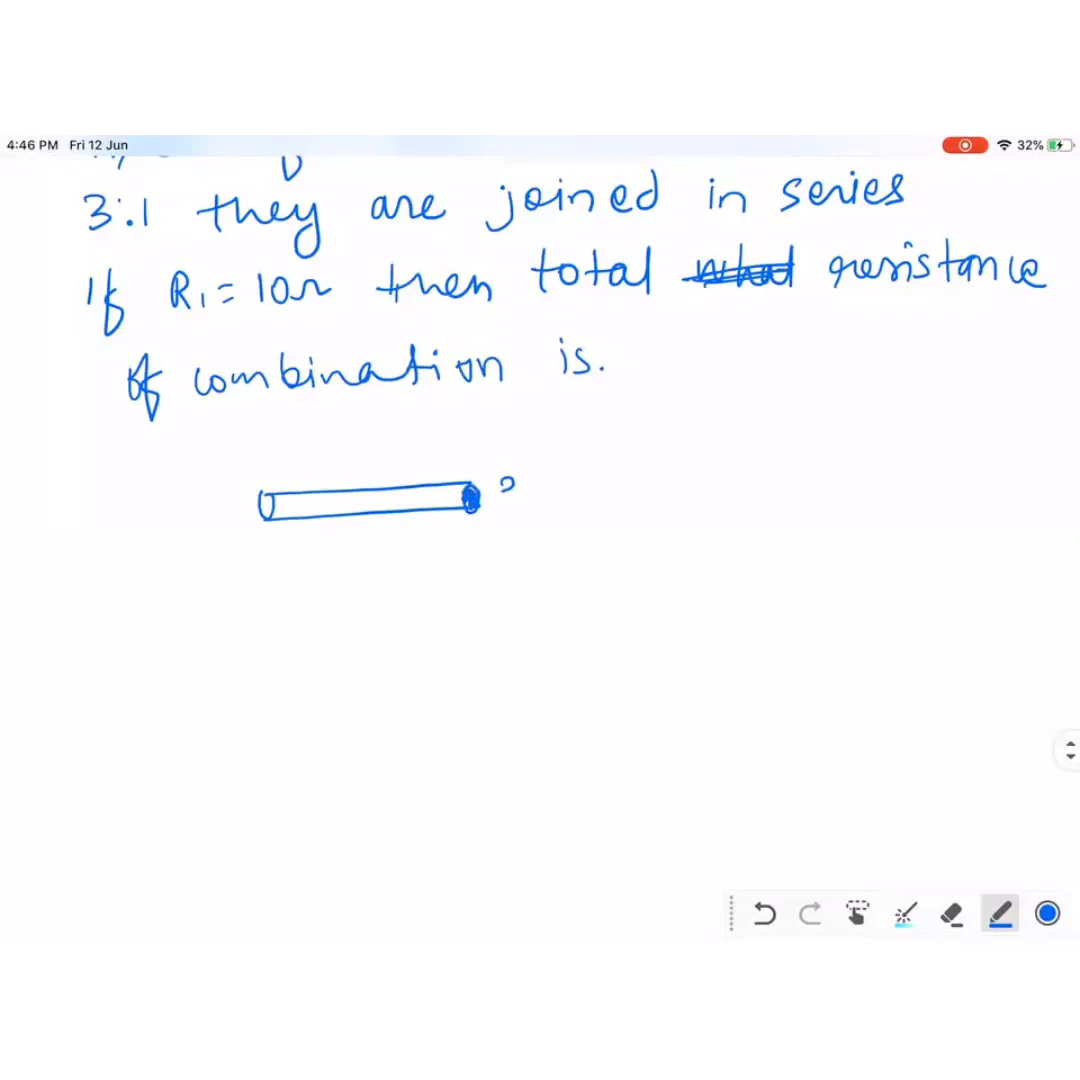 4:46 PM Fri 12 Jun 32%
3:1 they are joined in series
If R₁ = 10Ω then total resistance
of combination is.